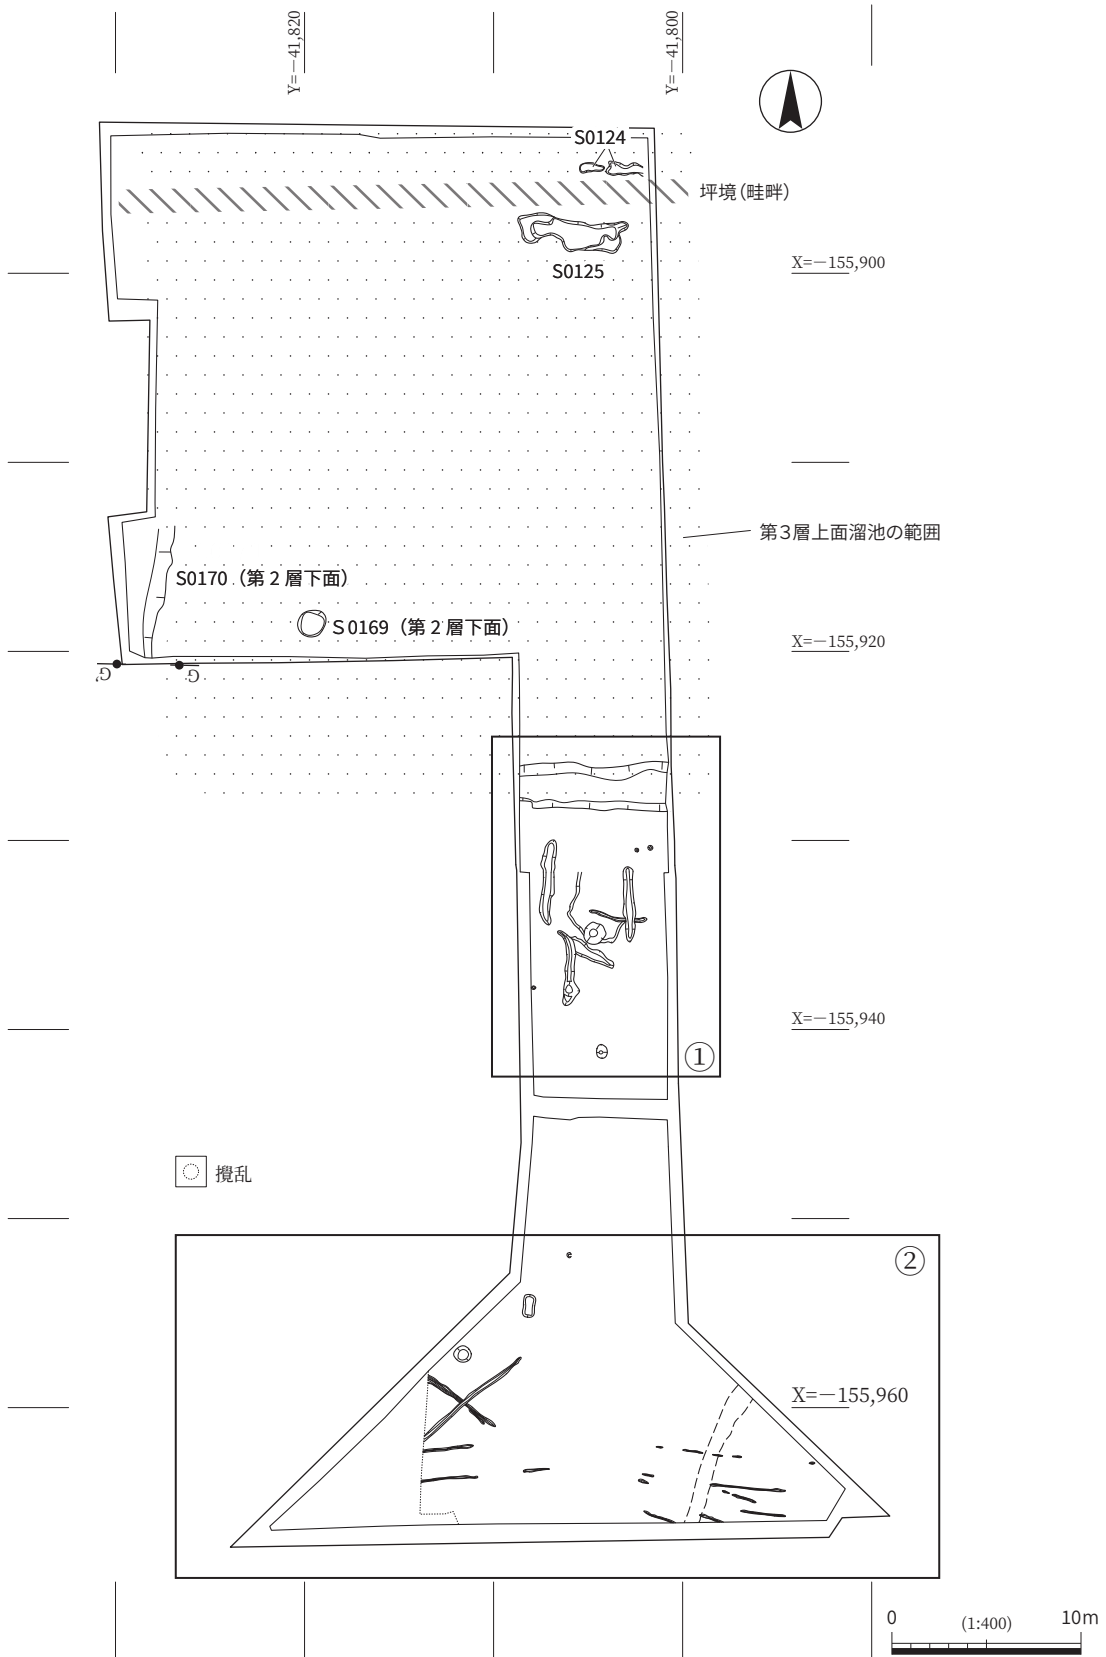 Y=－41,820
Y=－41,800
S0124
坪境（畦畔）
X=－155,900
S0125
第３層上面溜池の範囲
S0170（第２層下面）
Ｓ0169（第２層下面）
X=－155,920
G'
G
X=－155,940
①
攪乱
②
X=－155,960
0
(1:400)
10m